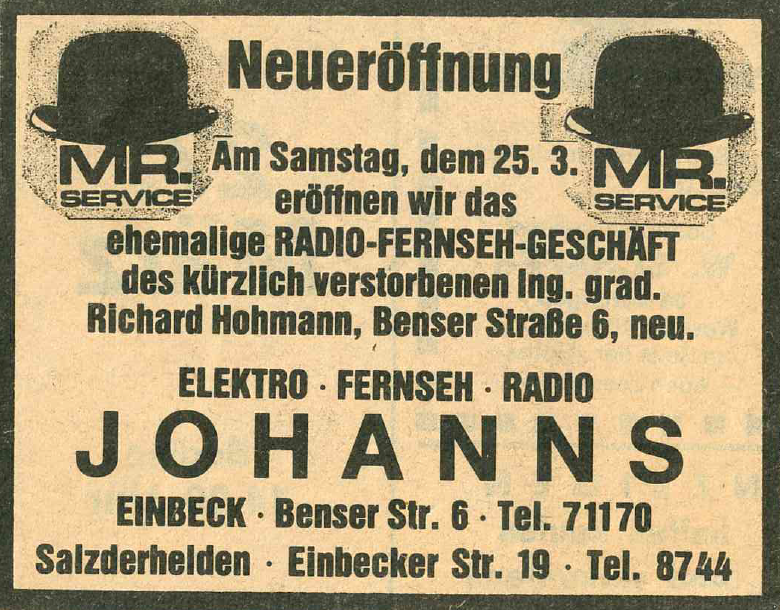 Neueröffnung
MR.
SERVICE
MR.
SERVICE
Am Samstag, dem 25. 3.
eröffnen wir das
ehemalige RADIO-FERNSEH-GESCHÄFT
des kürzlich verstorbenen Ing. grad.
Richard Hohmann, Benser Straße 6, neu.
ELEKTRO · FERNSEH · RADIO
JOHANNS
EINBECK · Benser Str. 6 · Tel. 71170
Salzderhelden · Einbecker Str. 19 · Tel. 8744